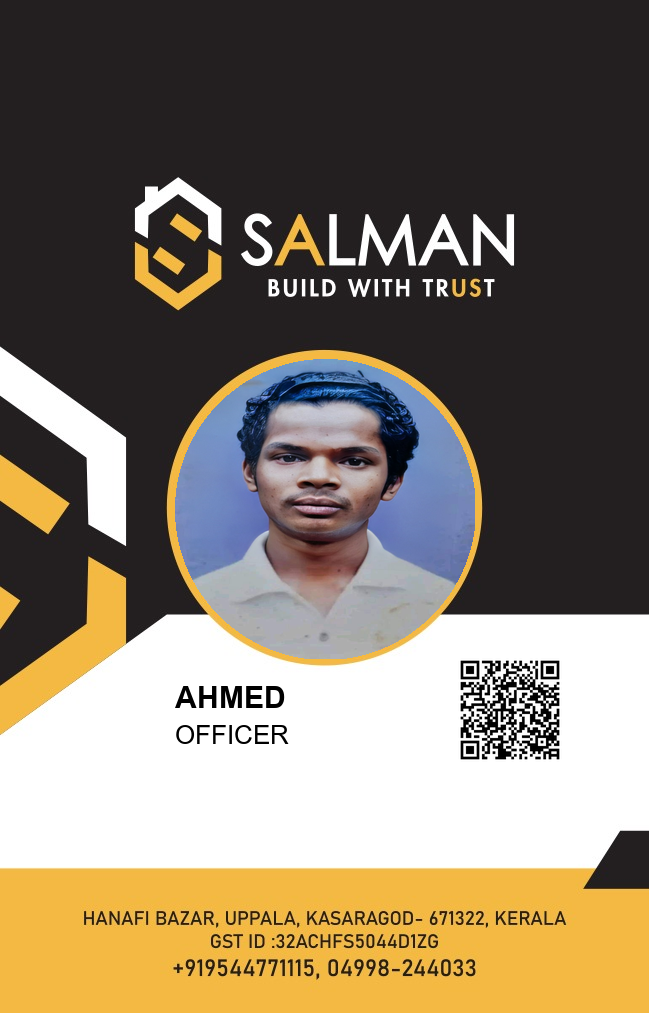 SALMAN
BUILD WITH TRUST
AHMED
OFFICER
HANAFI BAZAR, UPPALA, KASARAGOD- 671322, KERALA
GST ID :32ACHFS5044D1ZG
+919544771115, 04998-244033